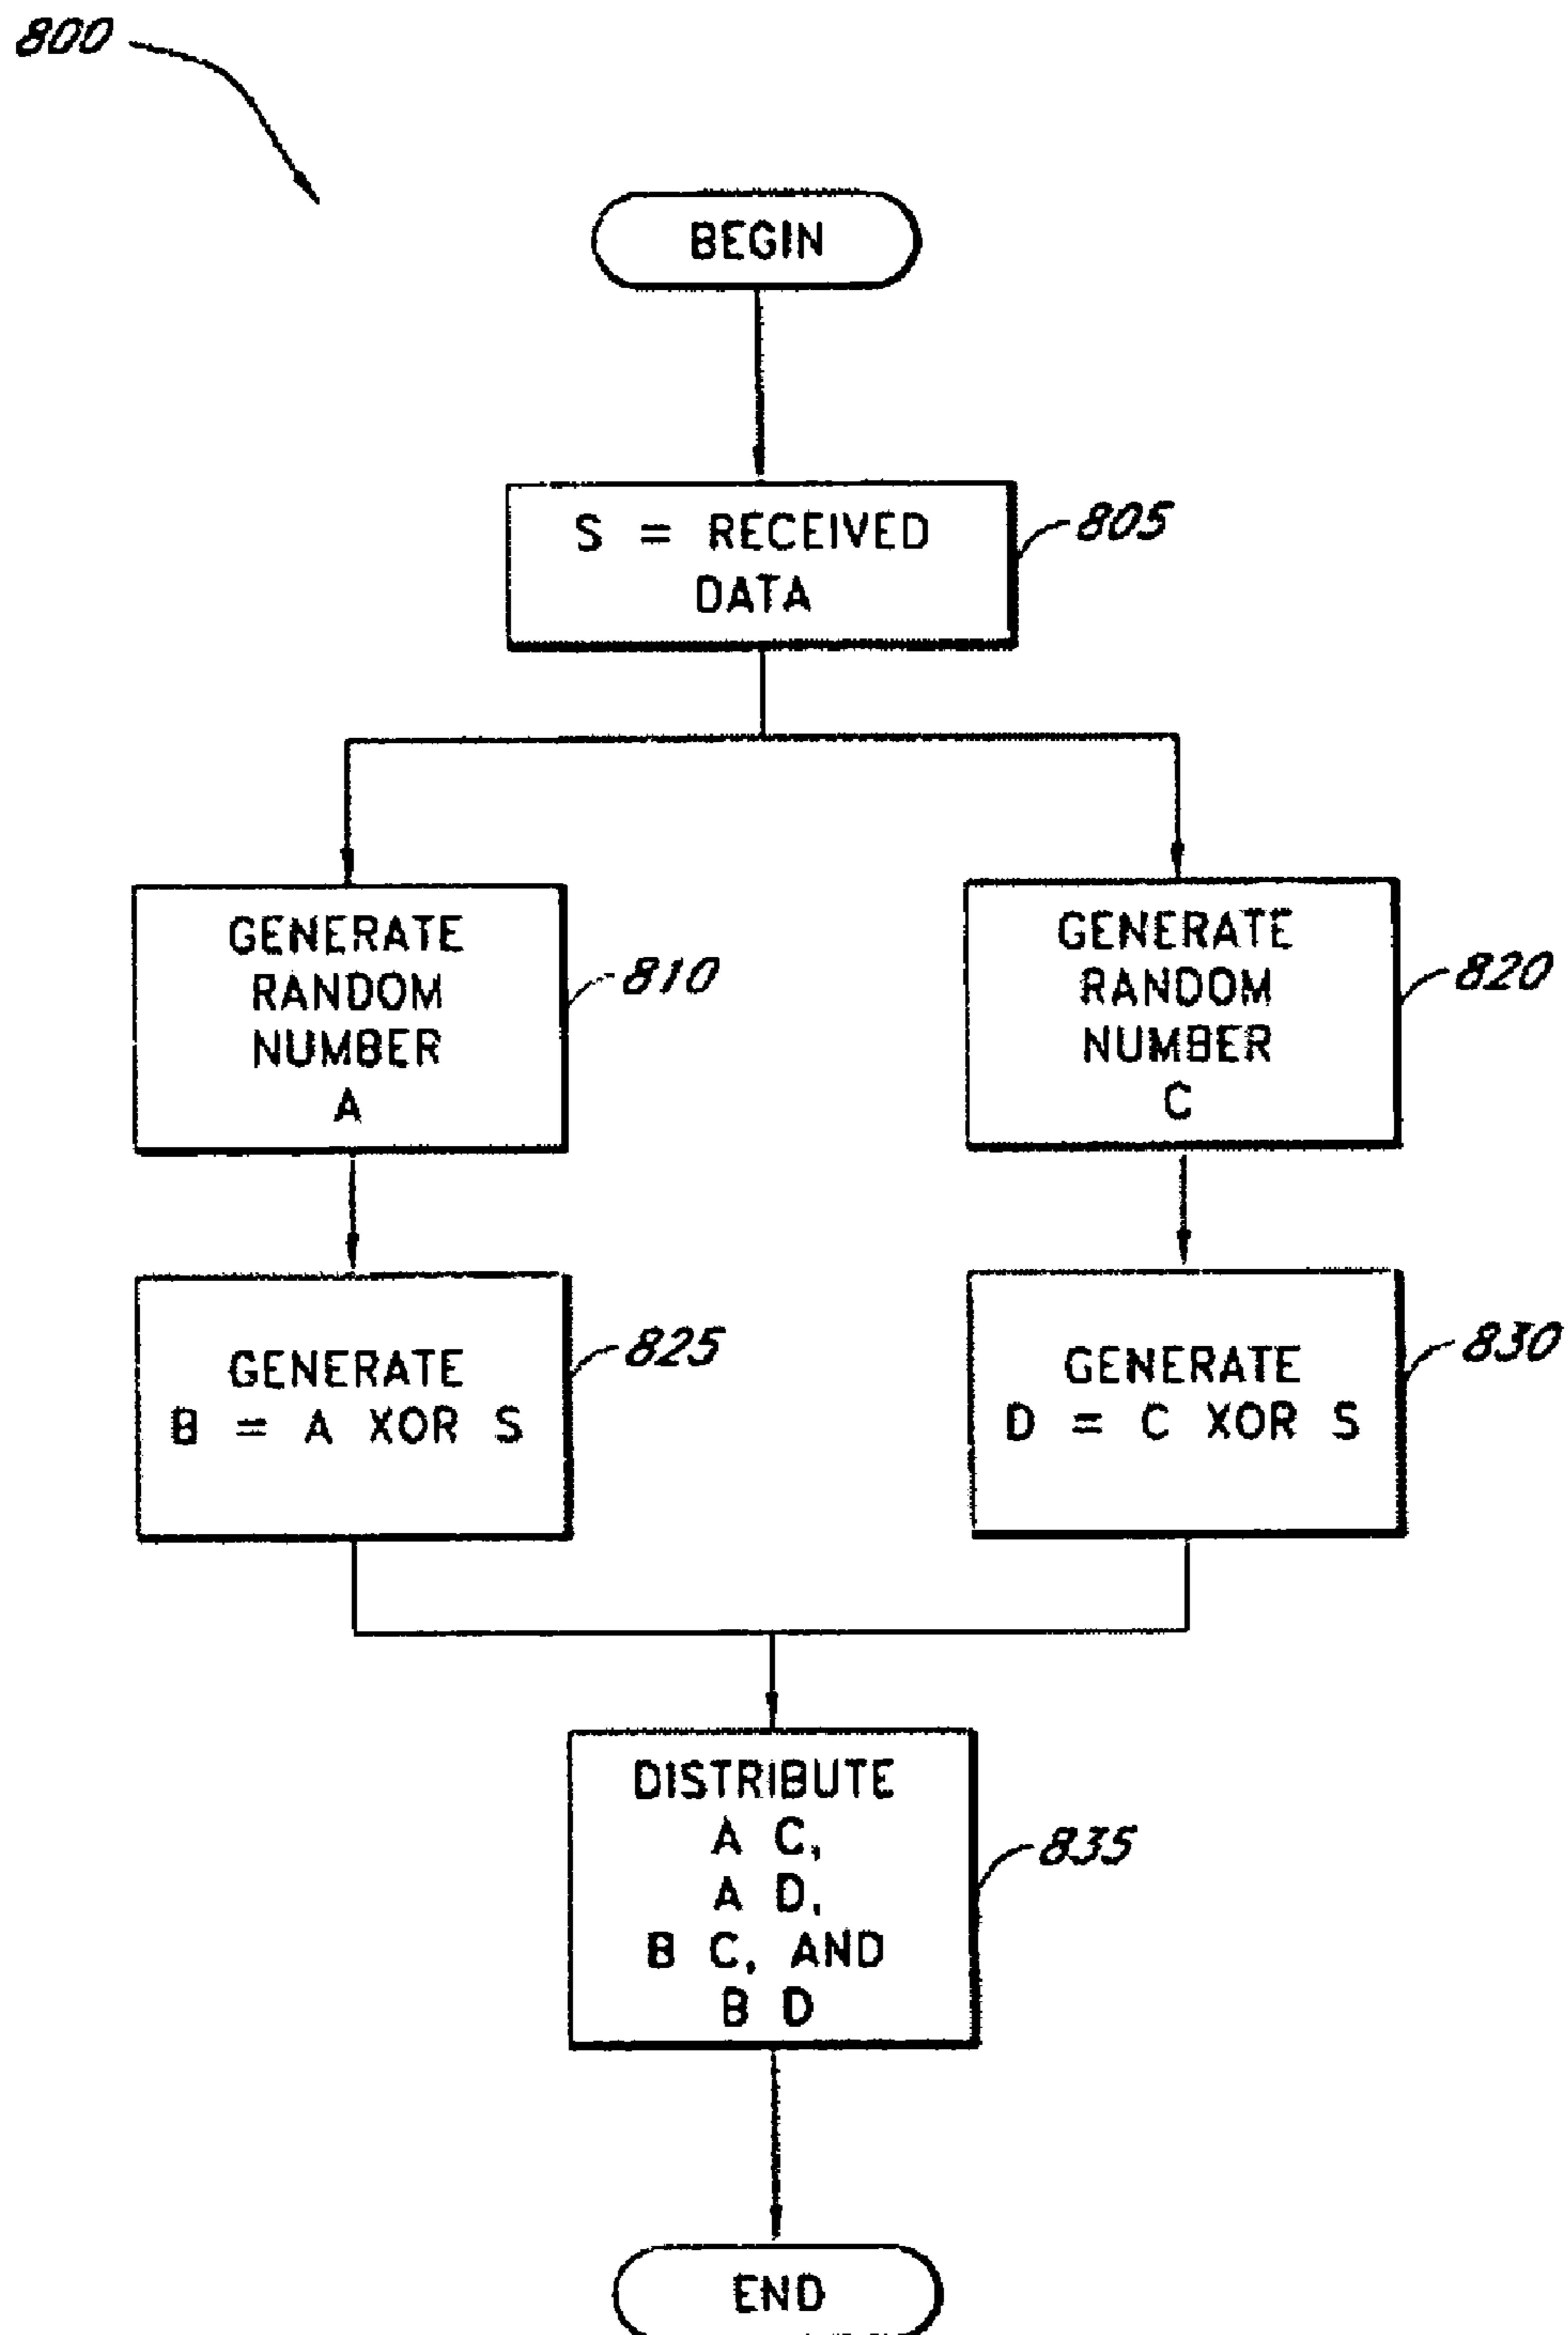 800
BEGIN
S = RECEIVED
DATA
805
GENERATE
RANDOM
NUMBER
A
810
GENERATE
RANDOM
NUMBER
C
820
GENERATE
B = A XOR S
825
GENERATE
D = C XOR S
830
DISTRIBUTE
A C,
A D,
B C, AND
B D
835
END